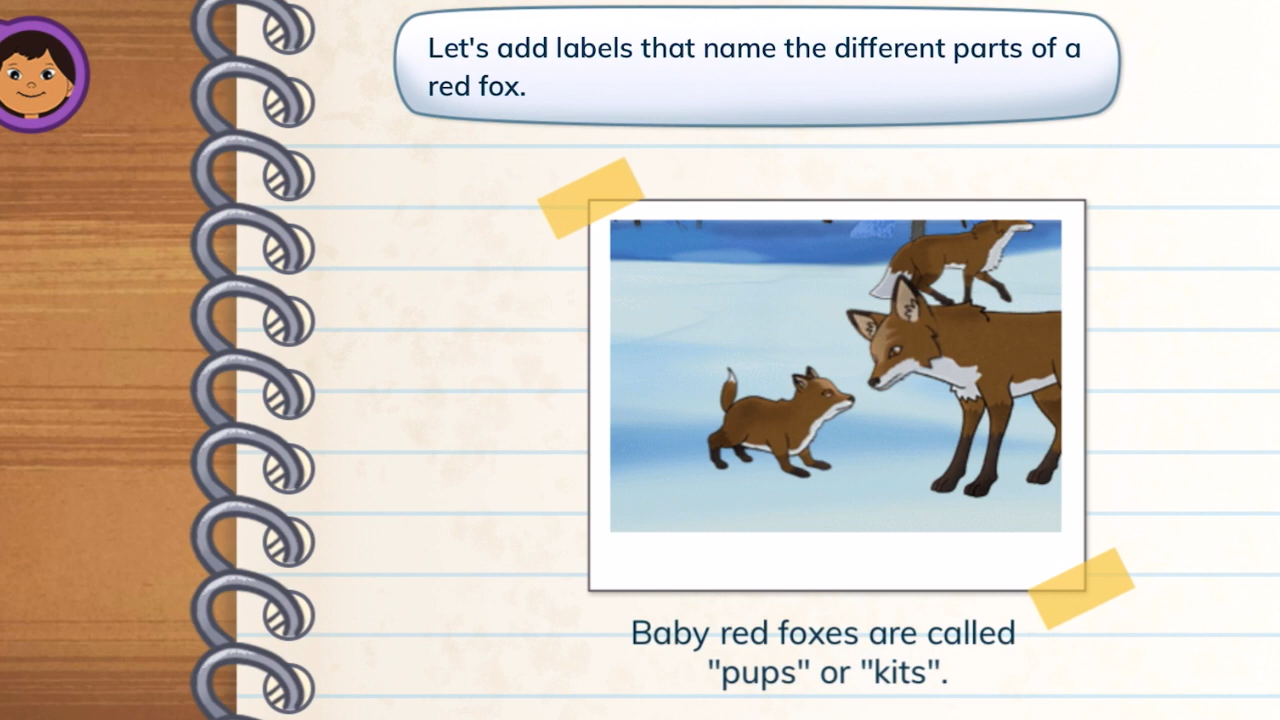 Let's add labels that name the different parts of a
red fox.
Baby red foxes are called
"pups" or "kits".